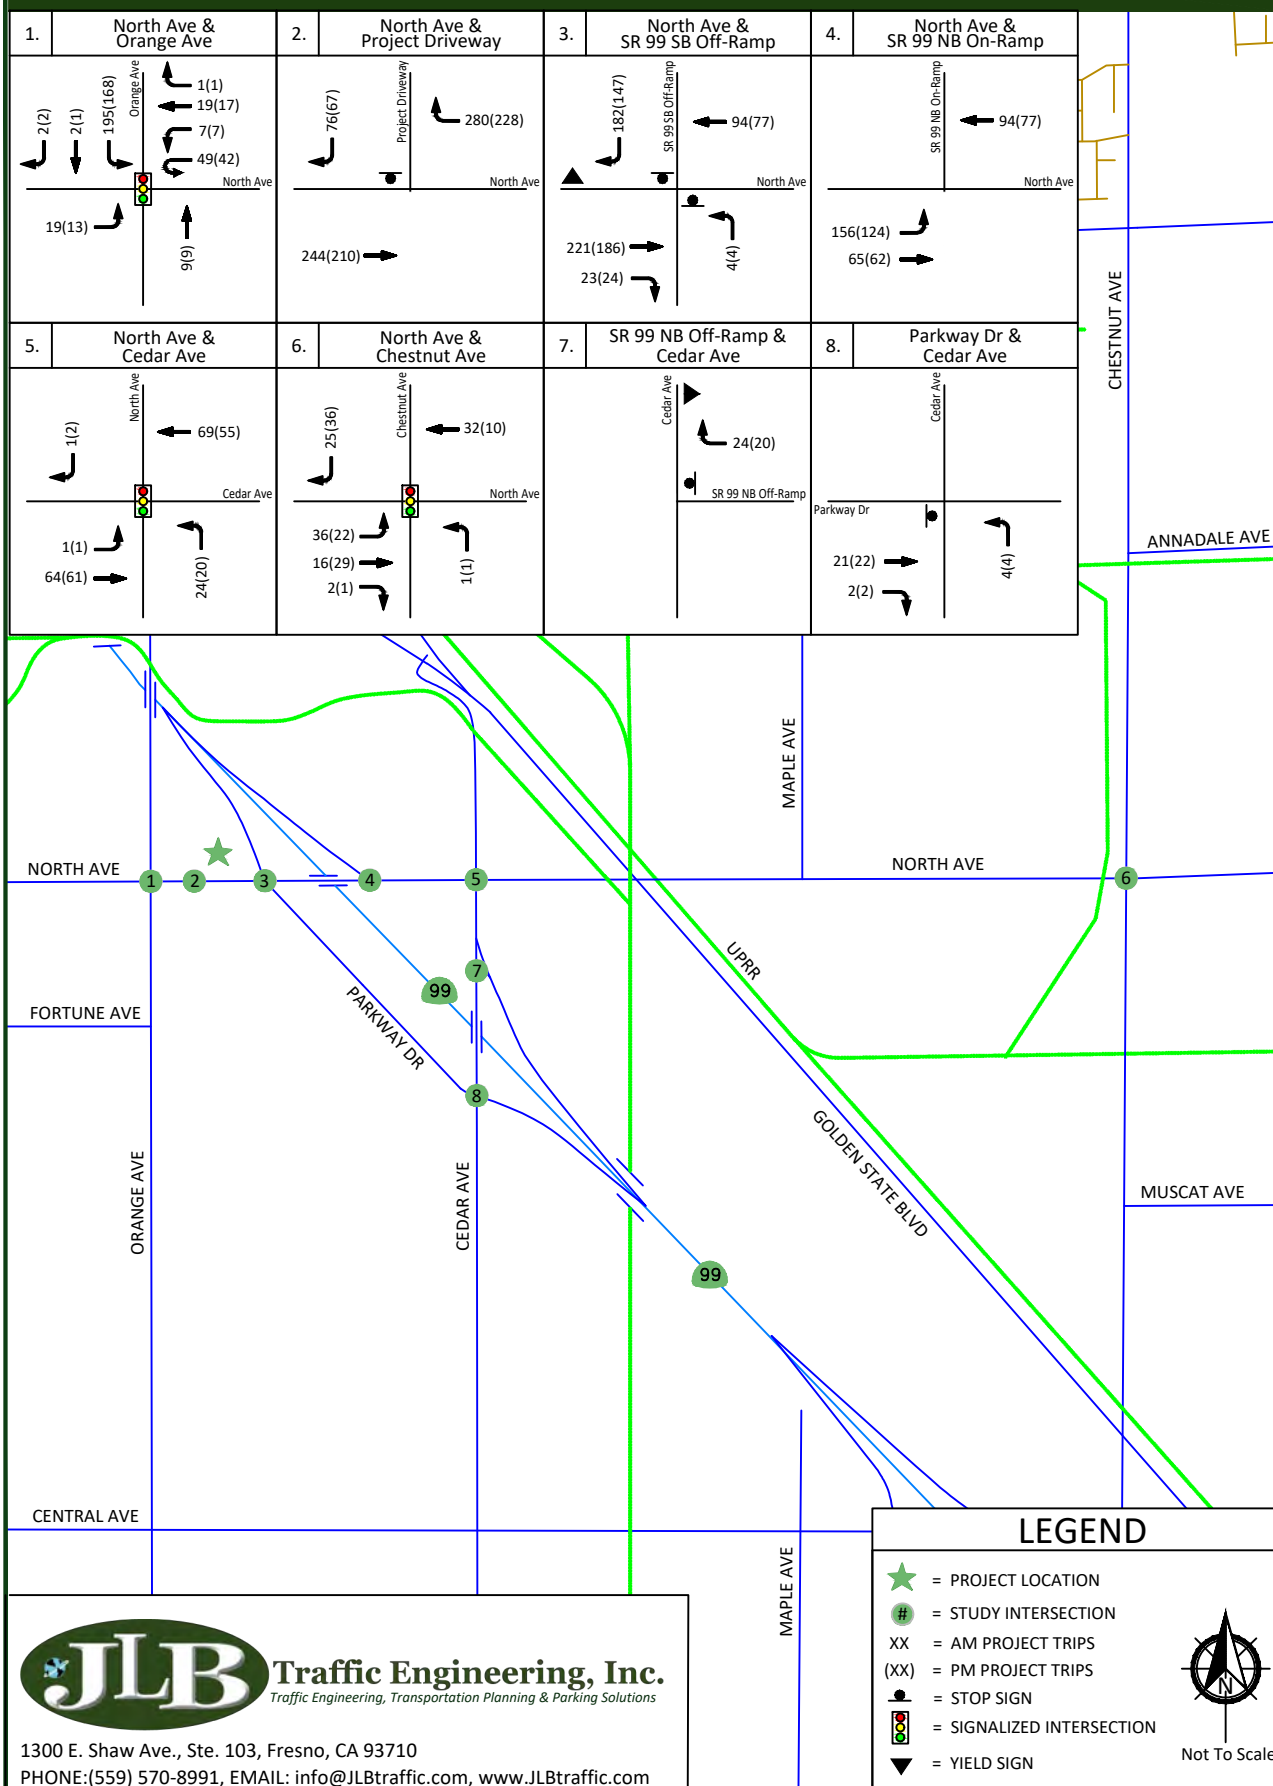 1.
North Ave &
Orange Ave
Orange Ave
2(2)
2(1)
195(168)
1(1)
19(17)
7(7)
49(42)
North Ave
19(13)
9(9)
2.
North Ave &
Project Driveway
Project Driveway
76(67)
280(228)
North Ave
244(210)
3.
North Ave &
SR 99 SB Off-Ramp
SR 99 SB Off-Ramp
182(147)
94(77)
North Ave
221(186)
23(24)
4(4)
4.
North Ave &
SR 99 NB On-Ramp
SR 99 NB On-Ramp
94(77)
North Ave
156(124)
65(62)
5.
North Ave &
Cedar Ave
North Ave
1(2)
69(55)
Cedar Ave
1(1)
64(61)
24(20)
6.
North Ave &
Chestnut Ave
Chestnut Ave
25(36)
32(10)
North Ave
36(22)
16(29)
2(1)
1(1)
7.
SR 99 NB Off-Ramp &
Cedar Ave
Cedar Ave
24(20)
SR 99 NB Off-Ramp
8.
Parkway Dr &
Cedar Ave
Cedar Ave
Parkway Dr
21(22)
2(2)
4(4)
CHESTNUT AVE
ANNADALE AVE
MAPLE AVE
NORTH AVE
NORTH AVE
1
2
3
4
5
6
7
8
99
UPRR
FORTUNE AVE
PARKWAY DR
GOLDEN STATE BLVD
ORANGE AVE
CEDAR AVE
MUSCAT AVE
99
CENTRAL AVE
MAPLE AVE
LEGEND
= PROJECT LOCATION
# = STUDY INTERSECTION
XX = AM PROJECT TRIPS
(XX) = PM PROJECT TRIPS
= STOP SIGN
= SIGNALIZED INTERSECTION
= YIELD SIGN
N
Not To Scale
JLB
Traffic Engineering, Inc.
Traffic Engineering, Transportation Planning & Parking Solutions
1300 E. Shaw Ave., Ste. 103, Fresno, CA 93710
PHONE:(559) 570-8991, EMAIL: info@JLBtraffic.com, www.JLBtraffic.com